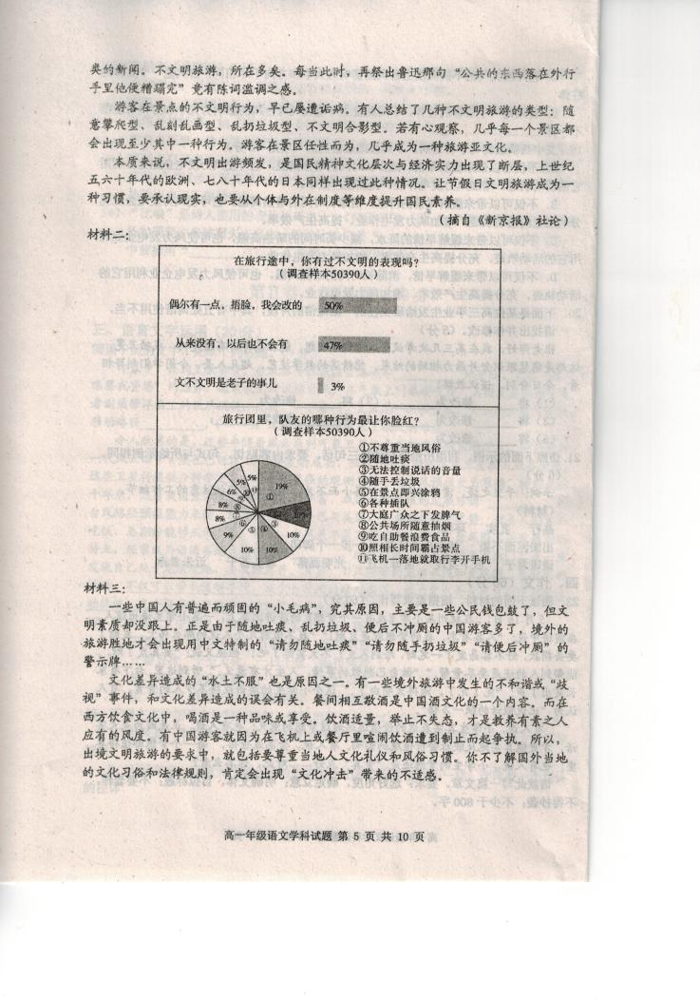 类的新闻。不文明旅游，所在多矣。每当此时，再祭出鲁迅那句“公共的东西落在外行
手里他便糟蹋完”竟有陈词滥调之感。
游客在景点的不文明行为，早已屡遭诟病。有人总结了几种不文明旅游的类型：随
意攀爬型、乱刻乱画型、乱扔垃圾型、不文明合影型。若有心观察，几乎每一个景区都
会出现至少其中一种行为。游客在景区任性而为，几乎成为一种旅游亚文化。
本质来说，不文明出游频发，是国民精神文化层次与经济实力出现了断层，上世纪
五六十年代的欧洲、七八十年代的日本同样出现过此种情况。让节假日文明旅游成为一
种习惯，要承认现实，也要从个体与外在制度等维度提升国民素养。
（摘自《新京报》社论）
材料二：
在旅行途中，你有过不文明的表现吗？
（调查样本50390人）
偶尔有一点，捂脸，我会改的 50%
从来没有，以后也不会有 47%
文不文明是老子的事儿 3%
旅行团里，队友的哪种行为最让你脸红？
（调查样本50390人）
①不尊重当地风俗
②随地吐痰
③无法控制说话的音量
④随手丢垃圾
⑤在景点即兴涂鸦
⑥各种插队
⑦大庭广众之下发脾气
⑧公共场所随意抽烟
⑨吃自助餐浪费食品
⑩照相长时间霸占景点
⑪飞机一落地就取行李开手机
19%
①
10%
③
10%
④
10%
⑤
9%
⑥
8%
8%
6%
5%
5%
材料三：
一些中国人有普遍而顽固的“小毛病”，究其原因，主要是一些公民钱包鼓了，但文
明素质却没跟上。正是由于随地吐痰、乱扔垃圾、便后不冲厕的中国游客多了，境外的
旅游胜地才会出现用中文特制的“请勿随地吐痰”“请勿随手扔垃圾”“请便后冲厕”的
警示牌……
文化差异造成的“水土不服”也是原因之一。有一些境外旅游中发生的不和谐或“歧
视”事件，和文化差异造成的误会有关。餐间相互敬酒是中国酒文化的一个内容。而在
西方饮食文化中，喝酒是一种品味或享受。饮酒适量，举止不失态，才是教养有素之人
应有的风度。有中国游客就因为在飞机上或餐厅里喧闹饮酒遭到制止而起争执。所以，
出境文明旅游的要求中，就包括要尊重当地人文化礼仪和风俗习惯。你不了解国外当地
的文化习俗和法律规则，肯定会出现“文化冲击”带来的不适感。
高一年级语文学科试题 第 5 页 共 10 页